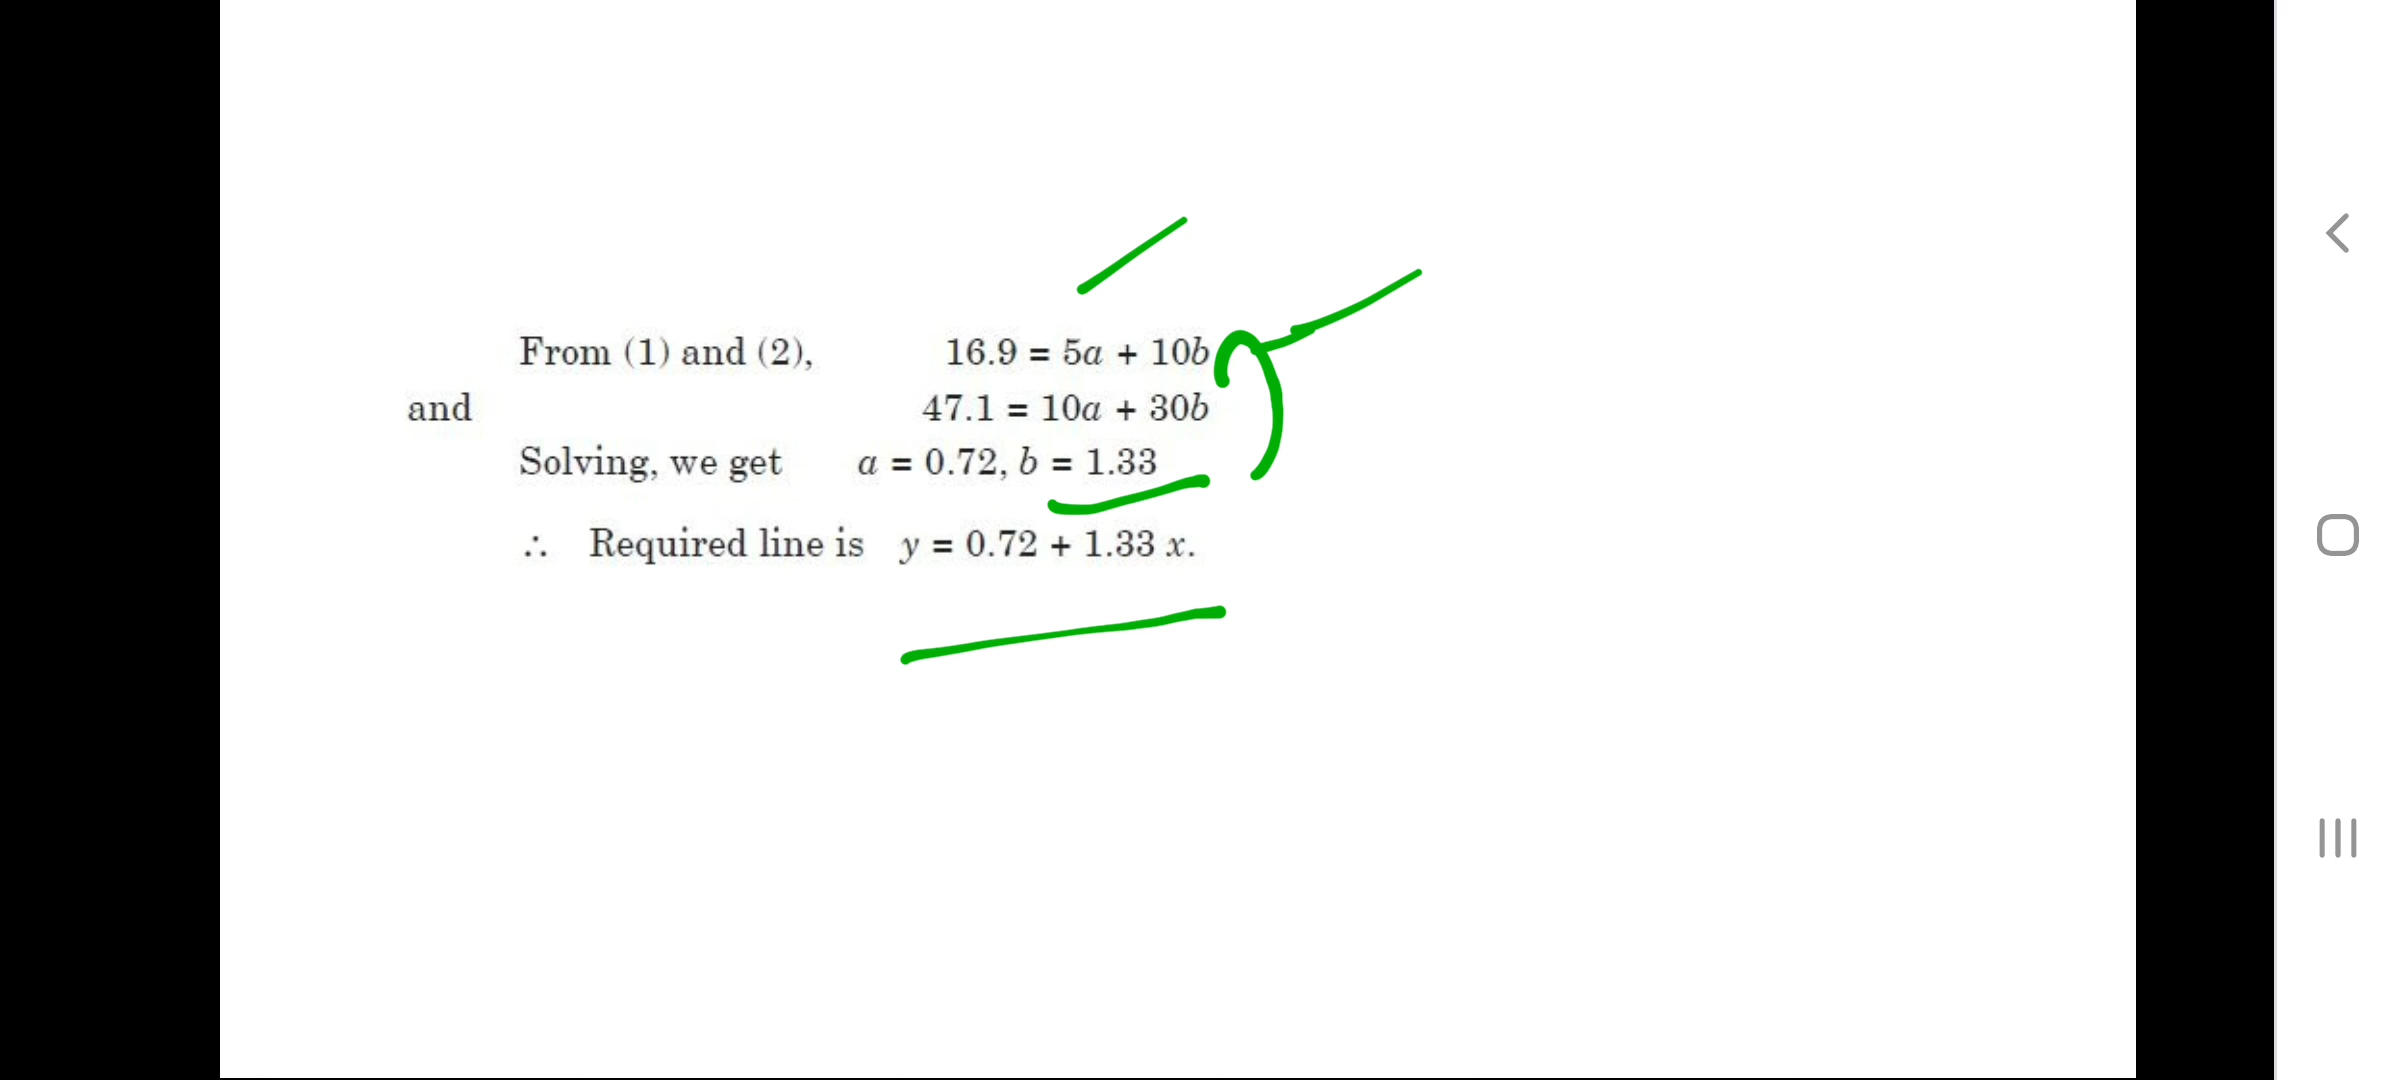 From (1) and (2), 16.9 = 5a + 10b
and 47.1 = 10a + 30b
Solving, we get a = 0.72, b = 1.33
∴ Required line is y = 0.72 + 1.33 x.